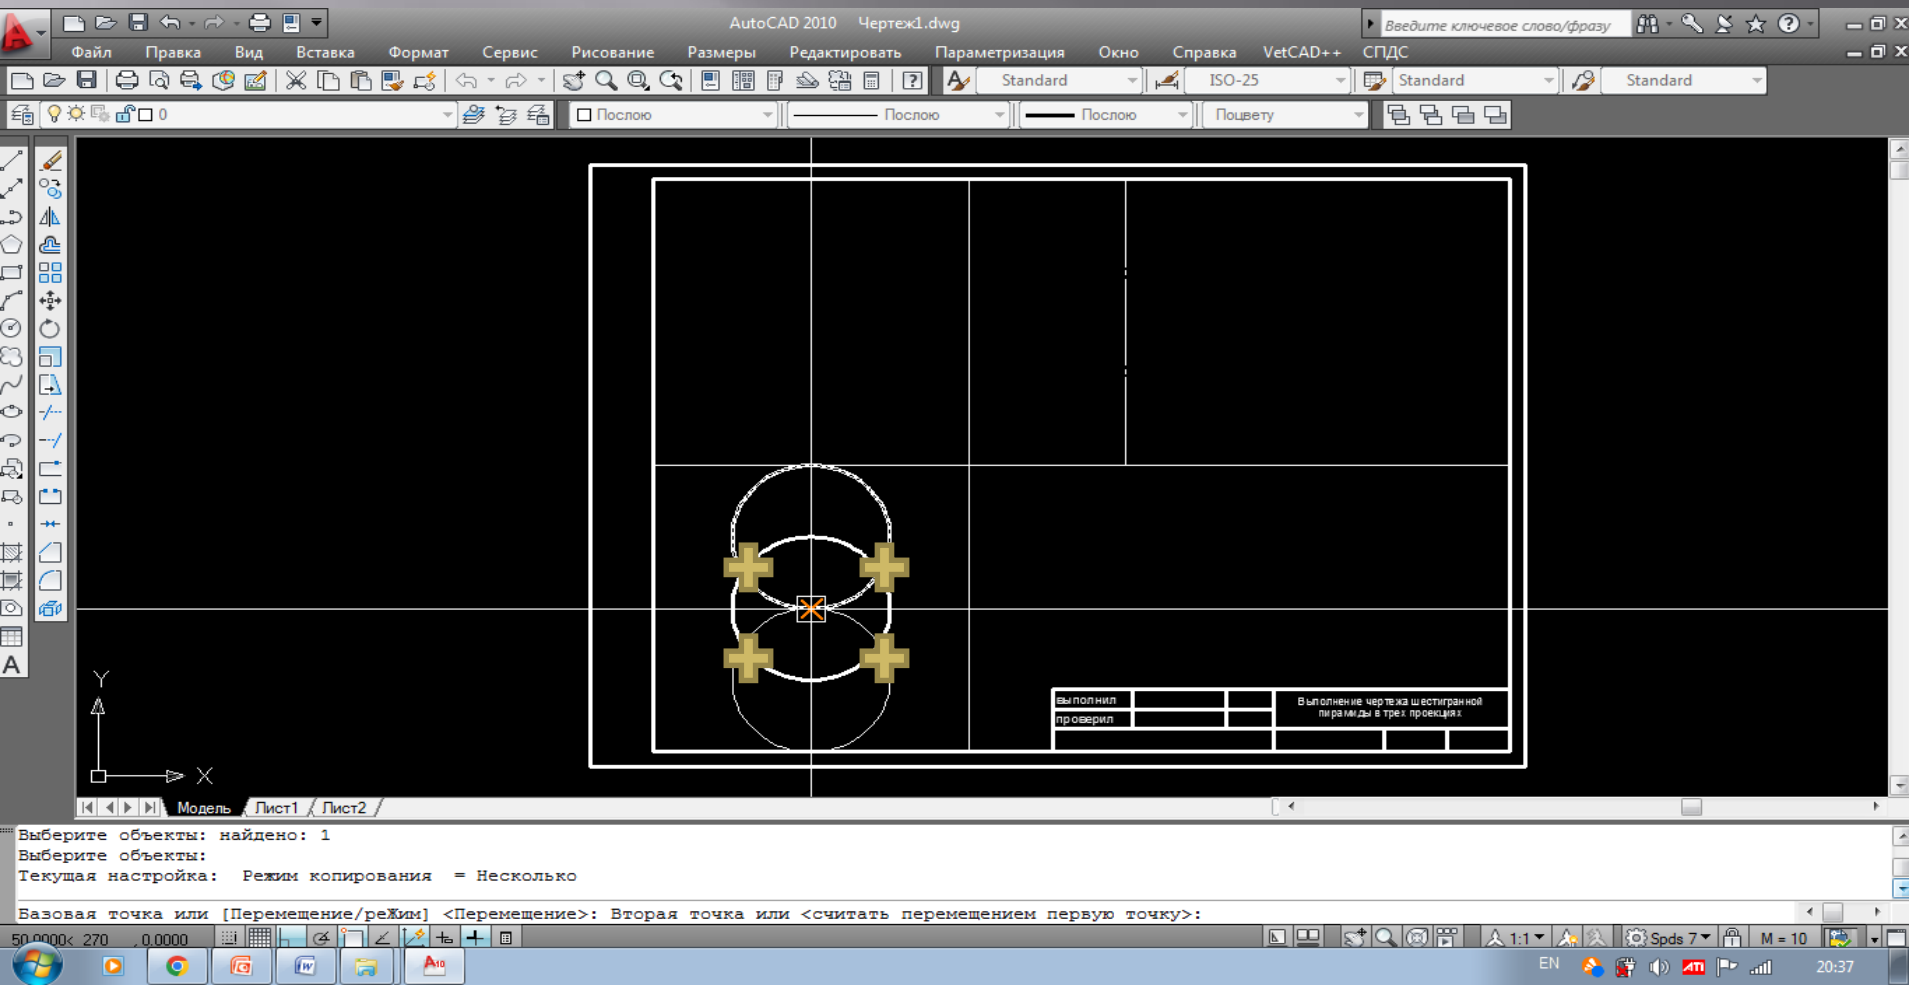 AutoCAD 2010 Чертеж1.dwg
Введите ключевое слово/фразу
Файл Правка Вид Вставка Формат Сервис Рисование Размеры Редактировать Параметризация Окно Справка VetCAD++ СПДС
Standard ISO-25 Standard Standard
0 Послою Послою Послою Поцвету
выполнил
Выполнение чертежа шестигранной
проверил
пирамиды в трех проекциях
Y
X
A
Модель Лист1 Лист2
Выберите объекты: найдено: 1
Выберите объекты:
Текущая настройка: Режим копирования = Несколько
Базовая точка или [Перемещение/реЖим] <Перемещение>: Вторая точка или <считать перемещением первую точку>:
50.0000< 270 , 0.0000 1:1 Spds 7 М = 10
EN ATI 20:37